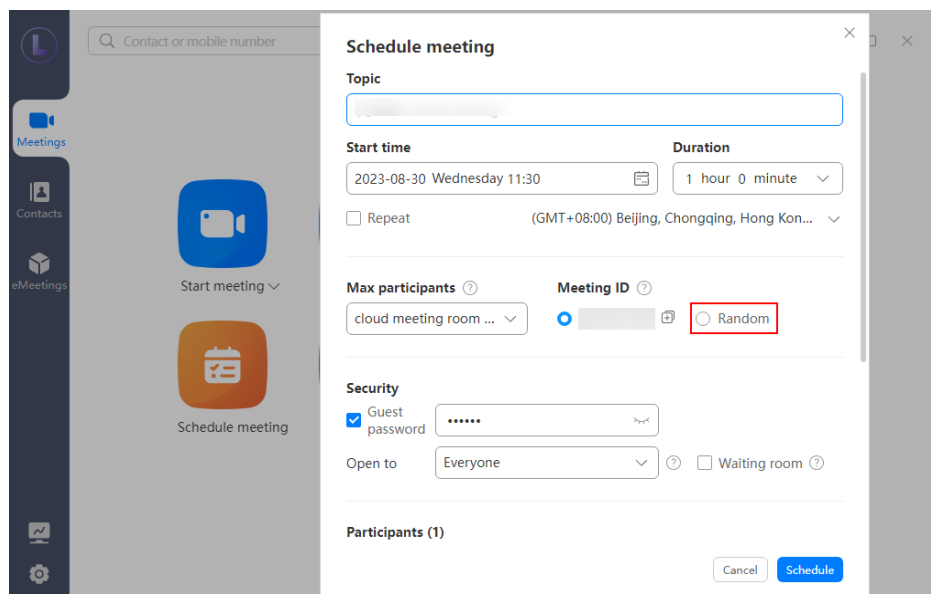 L
Contact or mobile number
Meetings
Contacts
eMeetings
Start meeting
Schedule meeting
Schedule meeting
Topic
Start time
Duration
2023-08-30 Wednesday 11:30
1 hour 0 minute
Repeat
(GMT+08:00) Beijing, Chongqing, Hong Kon...
Max participants ?
Meeting ID ?
cloud meeting room ...
Random
Security
Guest
password
••••••
Open to
Everyone
?
Waiting room ?
Participants (1)
Cancel
Schedule